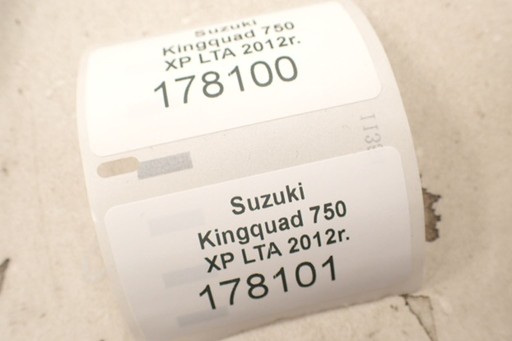 Suzuki
Kingquad 750
XP LTA 2012r.
178100
Suzuki
Kingquad 750
XP LTA 2012r.
178101